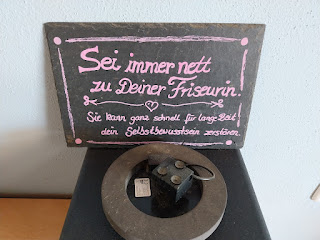 Sei immer nett
zu Deiner Friseurin!
Sie kann ganz schnell für lange Zeit
dein Selbstbewusstsein zerstören.